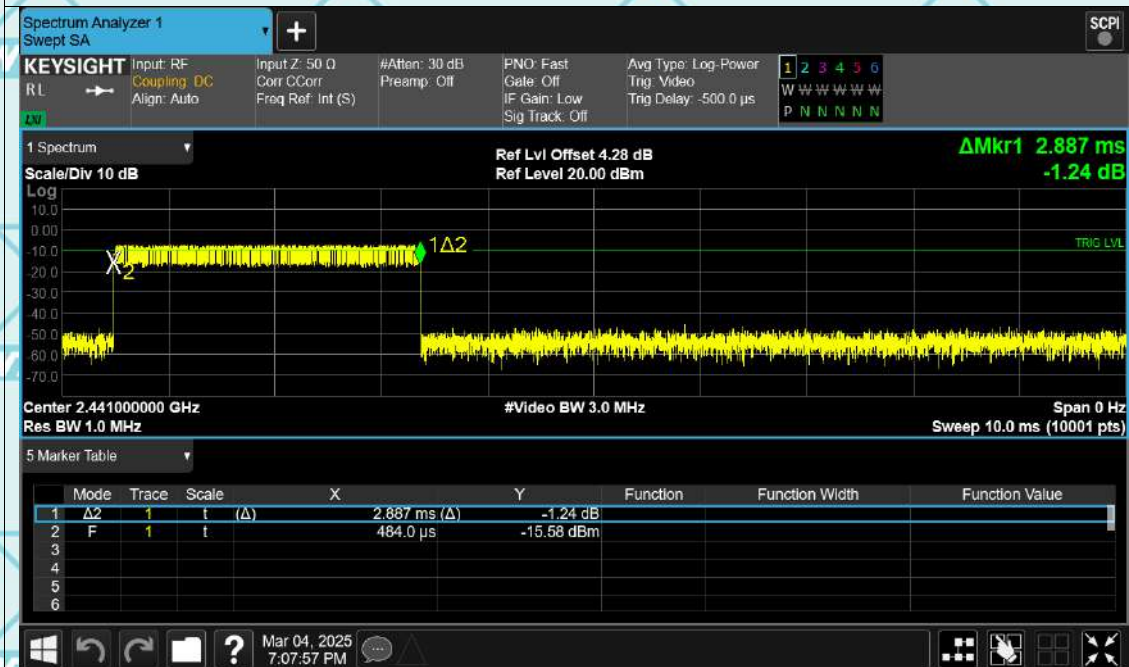 Spectrum Analyzer 1
Swept SA
+
SCPI
KEYSIGHT
RL
LXI
Input: RF
Coupling: DC
Align: Auto
Input Z: 50 Ω
Corr CCorr
Freq Ref: Int (S)
#Atten: 30 dB
Preamp: Off
PNO: Fast
Gate: Off
IF Gain: Low
Sig Track: Off
Avg Type: Log-Power
Trig: Video
Trig Delay: -500.0 µs
1 2 3 4 5 6
W W W W W W
P N N N N N
1 Spectrum
Scale/Div 10 dB
Ref Lvl Offset 4.28 dB
Ref Level 20.00 dBm
ΔMkr1 2.887 ms
-1.24 dB
Log
10.0
0.00
-10.0
-20.0
-30.0
-40.0
-50.0
-60.0
-70.0
1Δ2
2
TRIG LVL
Center 2.441000000 GHz
#Video BW 3.0 MHz
Span 0 Hz
Res BW 1.0 MHz
Sweep 10.0 ms (10001 pts)
5 Marker Table
Mode Trace Scale X Y Function Function Width Function Value
1 Δ2 1 t (Δ) 2.887 ms (Δ) -1.24 dB
2 F 1 t 484.0 µs -15.58 dBm
3
4
5
6
?
Mar 04, 2025
7:07:57 PM